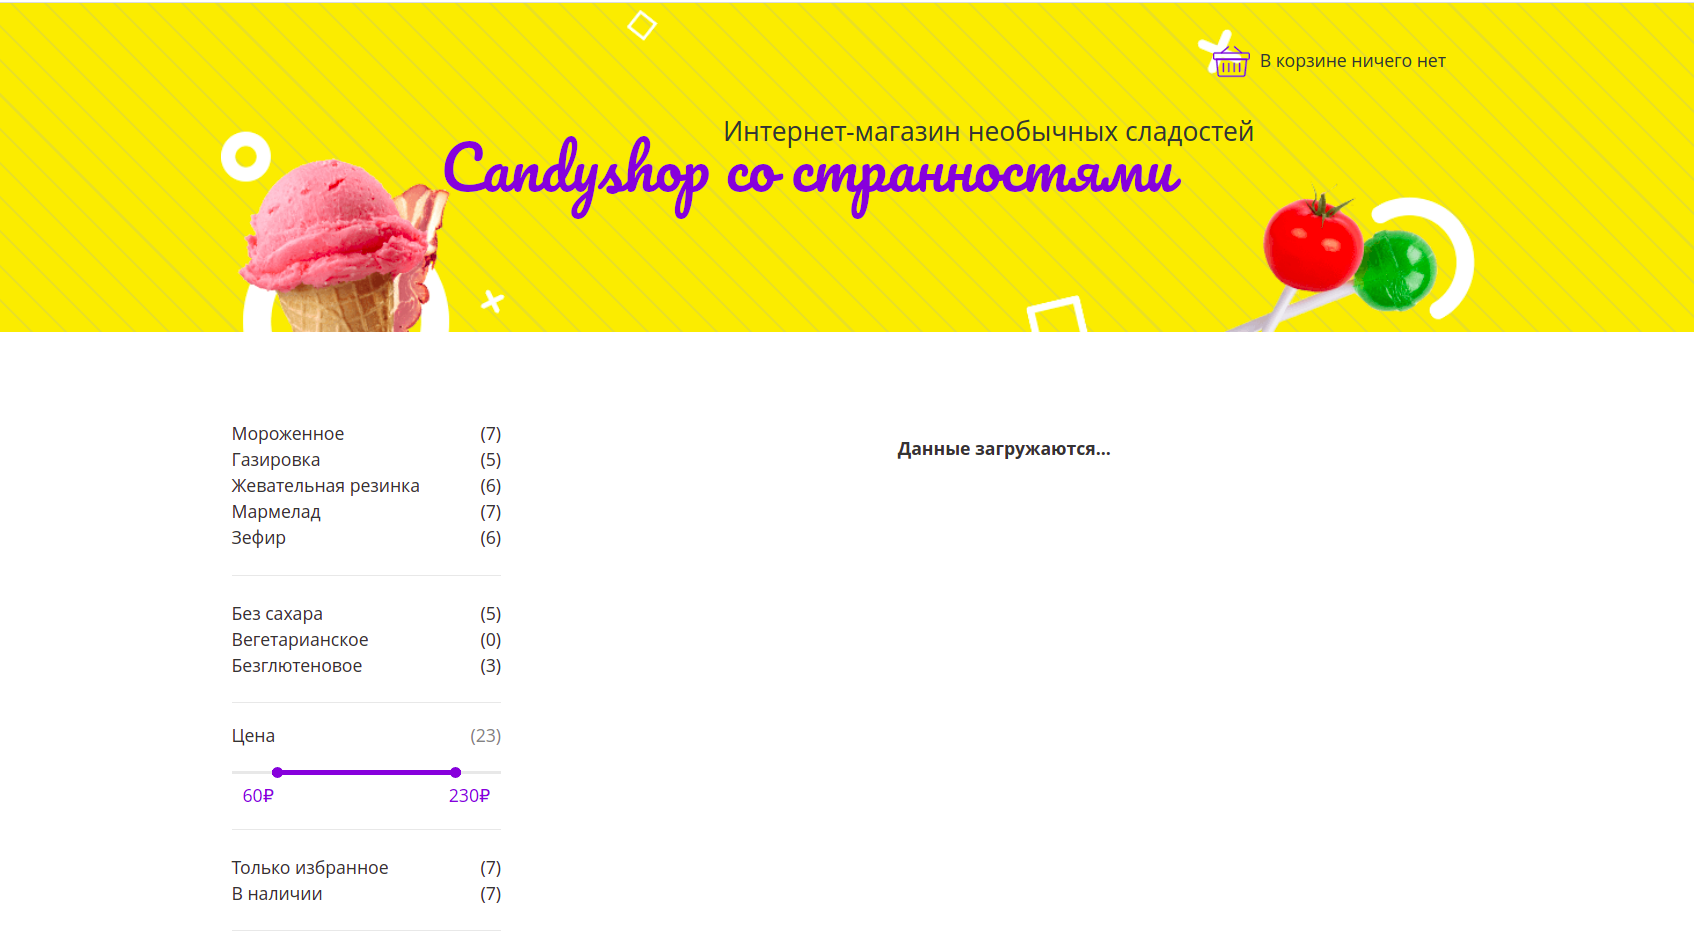 В корзине ничего нет
Интернет-магазин необычных сладостей
Candyshop со странностями
Мороженное (7)
Газировка (5)
Жевательная резинка (6)
Мармелад (7)
Зефир (6)
Данные загружаются...
Без сахара (5)
Вегетарианское (0)
Безглютеновое (3)
Цена (23)
60₽ 230₽
Только избранное (7)
В наличии (7)